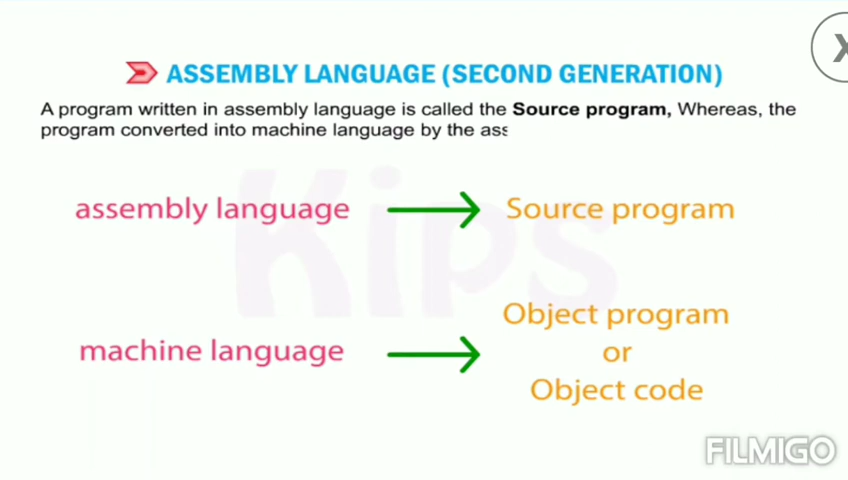 X
ASSEMBLY LANGUAGE (SECOND GENERATION)
A program written in assembly language is called the Source program, Whereas, the
program converted into machine language by the ass
assembly language
Source program
Kips
machine language
Object program
or
Object code
FILMIGO